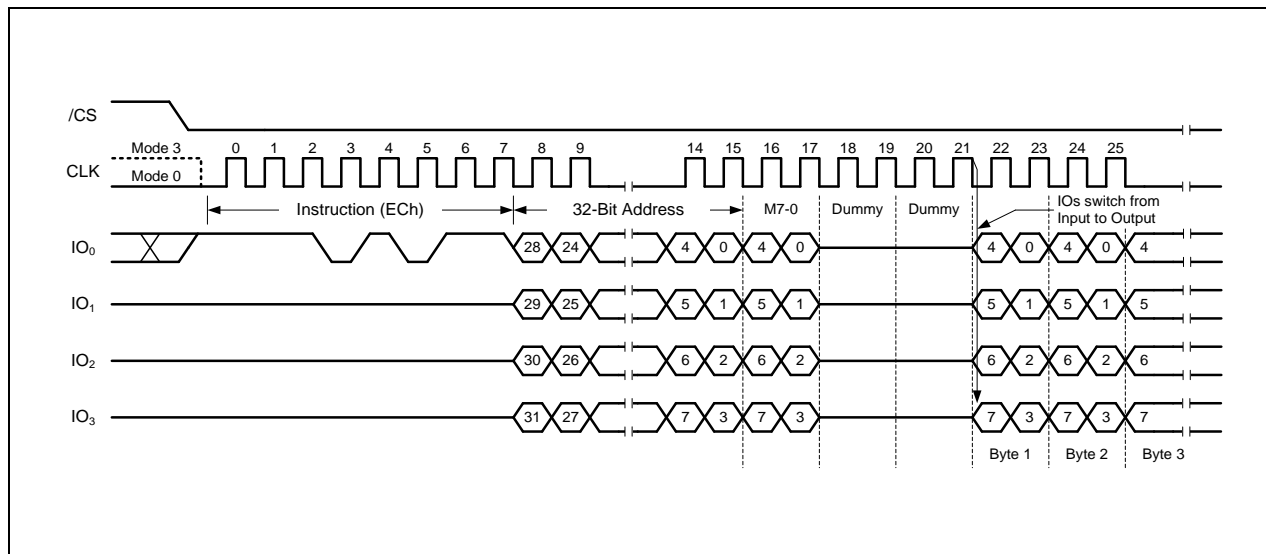 /CS
Mode 3
CLK
Mode 0
0 1 2 3 4 5 6 7 8 9 14 15 16 17 18 19 20 21 22 23 24 25
Instruction (ECh) 32-Bit Address M7-0 Dummy Dummy
IOs switch from
Input to Output
IO₀ 28 24 4 0 4 0 4 0 4 0 4
IO₁ 29 25 5 1 5 1 5 1 5 1 5
IO₂ 30 26 6 2 6 2 6 2 6 2 6
IO₃ 31 27 7 3 7 3 7 3 7 3 7
Byte 1 Byte 2 Byte 3